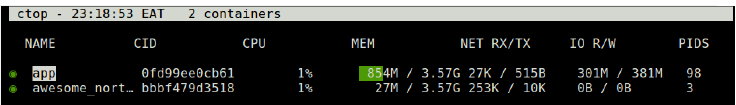 ctop - 23:18:53 EAT 2 containers
NAME CID CPU MEM NET RX/TX IO R/W PIDS
◉ app 0fd99ee0cb61 1% 854M / 3.57G 27K / 515B 301M / 381M 98
◉ awesome_nort… bbbf479d3518 1% 27M / 3.57G 253K / 10K 0B / 0B 3